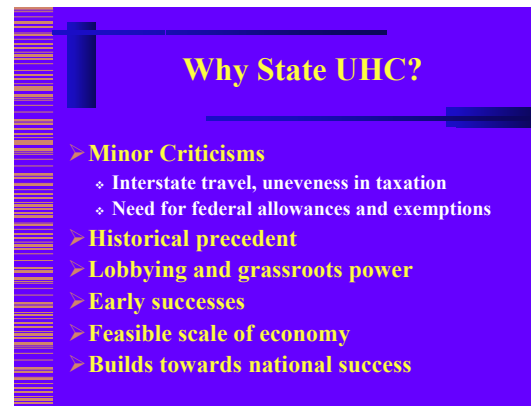 Why State UHC?
➢Minor Criticisms
❖ Interstate travel, uneveness in taxation
❖ Need for federal allowances and exemptions
➢Historical precedent
➢Lobbying and grassroots power
➢Early successes
➢Feasible scale of economy
➢Builds towards national success